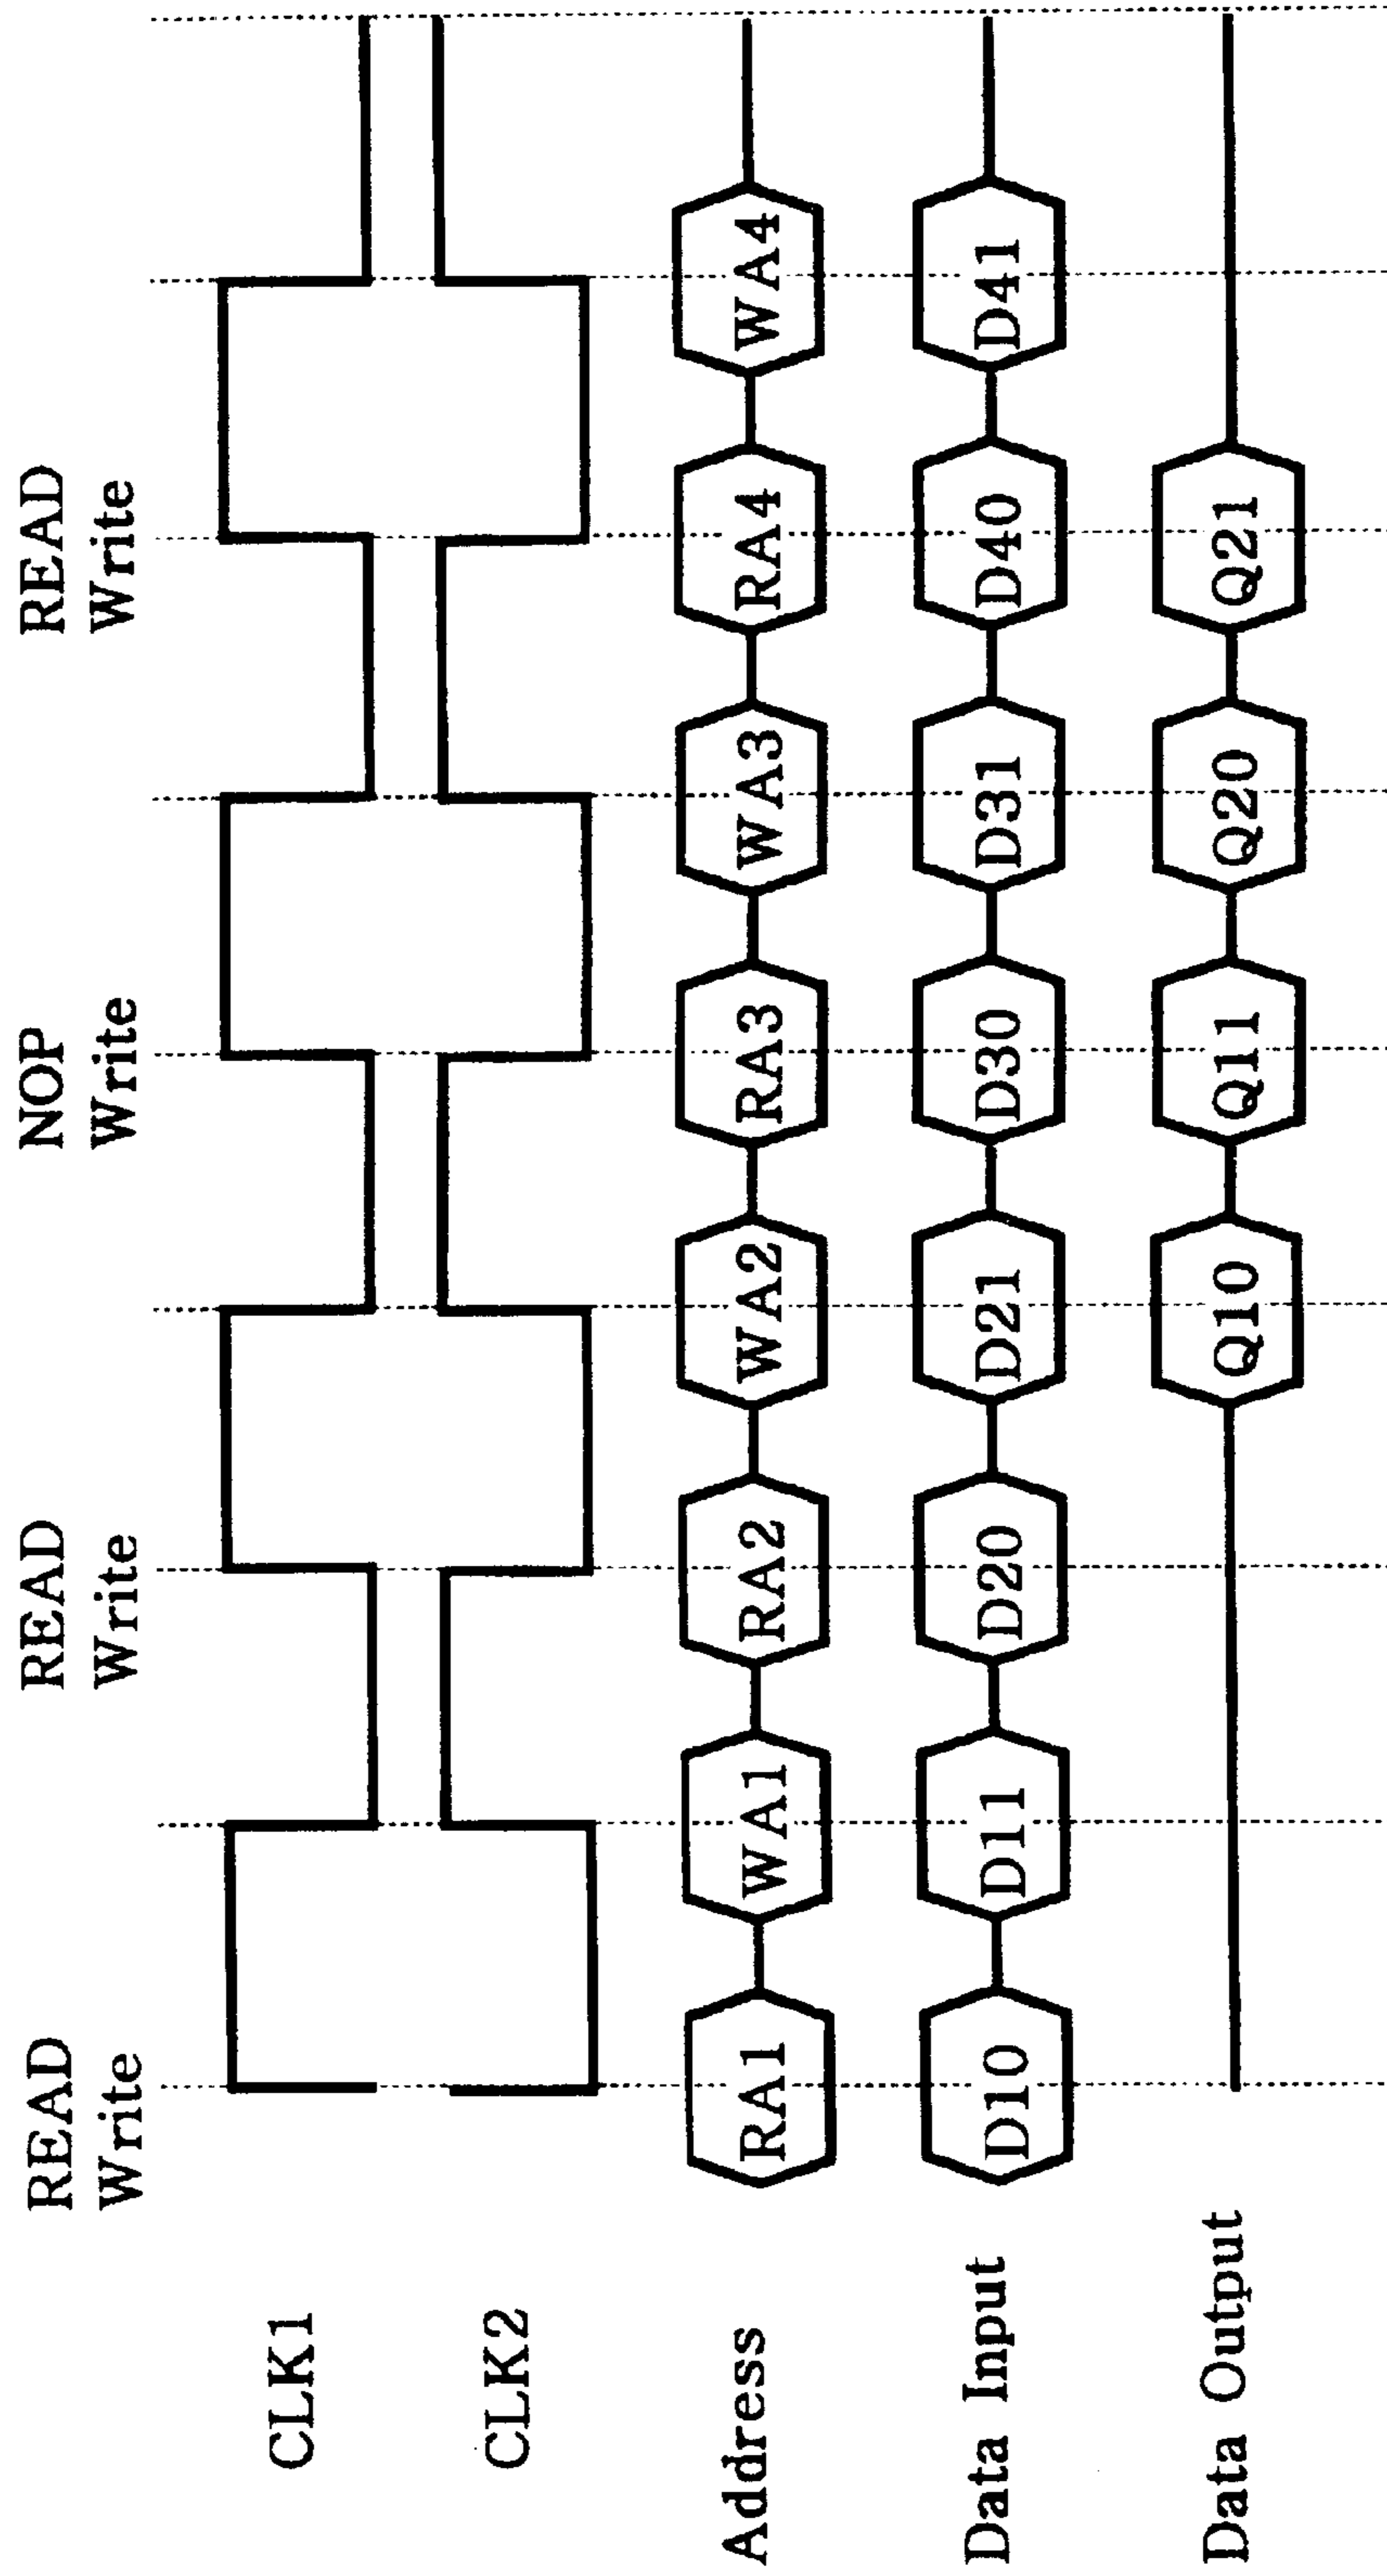 READ
Write
READ
Write
NOP
Write
READ
Write
CLK1
CLK2
Address RA1 WA1 RA2 WA2 RA3 WA3 RA4 WA4
Data Input D10 D11 D20 D21 D30 D31 D40 D41
Data Output Q10 Q11 Q20 Q21